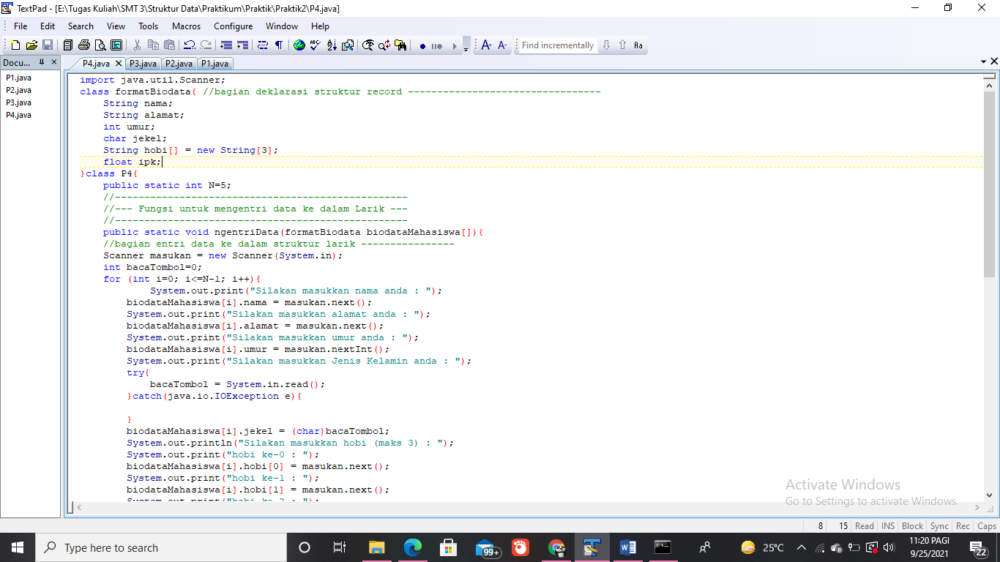 TextPad - [E:\Tugas Kuliah\SMT 3\Struktur Data\Praktikum\Praktik\Praktik2\P4.java]
File Edit Search View Tools Macros Configure Window Help
Find incrementally Aa
Docu... P4.java P3.java P2.java P1.java
P1.java
P2.java
P3.java
P4.java
import java.util.Scanner;
class formatBiodata{ //bagian deklarasi struktur record ---------------------------------
String nama;
String alamat;
int umur;
char jekel;
String hobi[] = new String[3];
float ipk;
}class P4{
public static int N=5;
//--------------------------------------------------
//--- Fungsi untuk mengentri data ke dalam Larik ---
//--------------------------------------------------
public static void ngentriData(formatBiodata biodataMahasiswa[]){
//bagian entri data ke dalam struktur larik ----------------
Scanner masukan = new Scanner(System.in);
int bacaTombol=0;
for (int i=0; i<=N-1; i++){
System.out.print("Silakan masukkan nama anda : ");
biodataMahasiswa[i].nama = masukan.next();
System.out.print("Silakan masukkan alamat anda : ");
biodataMahasiswa[i].alamat = masukan.next();
System.out.print("Silakan masukkan umur anda : ");
biodataMahasiswa[i].umur = masukan.nextInt();
System.out.print("Silakan masukkan Jenis Kelamin anda : ");
try{
bacaTombol = System.in.read();
}catch(java.io.IOException e){
}
biodataMahasiswa[i].jekel = (char)bacaTombol;
System.out.println("Silakan masukkan hobi (maks 3) : ");
System.out.print("hobi ke-0 : ");
biodataMahasiswa[i].hobi[0] = masukan.next();
System.out.print("hobi ke-1 : ");
biodataMahasiswa[i].hobi[1] = masukan.next();
System.out.print("hobi ke-2 : ");
Activate Windows
Go to Settings to activate Windows.
8 15 Read INS Block Sync Rec Caps
Type here to search 99+ 25°C 11:20 PAGI
9/25/2021 22